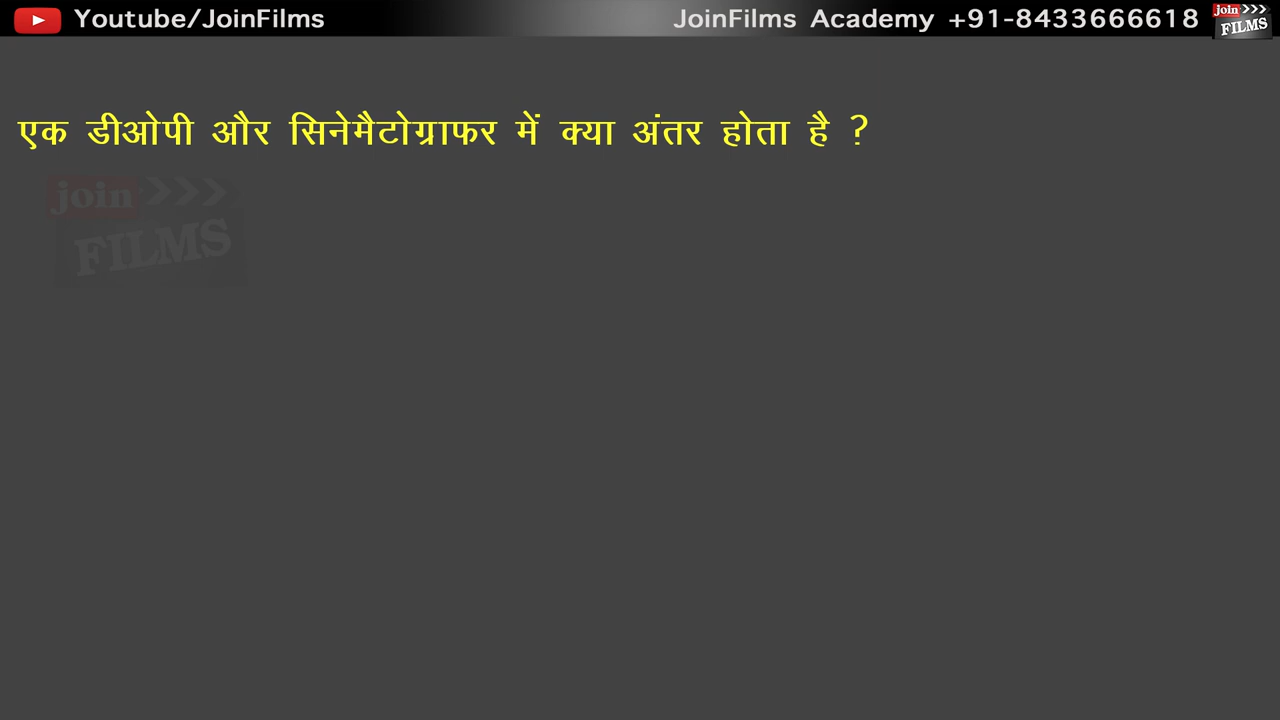 Youtube/JoinFilms JoinFilms Academy +91-8433666618 join FILMS
एक डीओपी और सिनेमैटोग्राफर में क्या अंतर होता है ?
join
FILMS